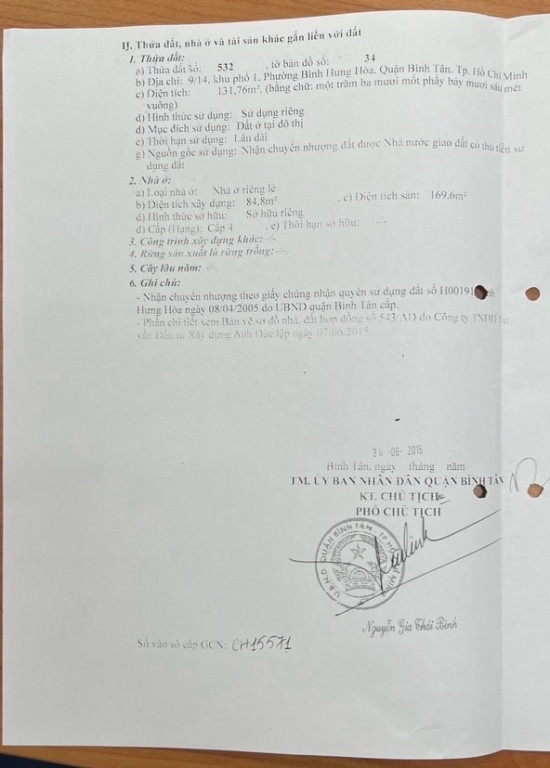 II. Thửa đất, nhà ở và tài sản khác gắn liền với đất
1. Thửa đất:
a) Thửa đất số: 532 , tờ bản đồ số: 34
b) Địa chỉ: 9/14, khu phố 1, Phường Bình Hưng Hòa, Quận Bình Tân, Tp. Hồ Chí Minh
c) Diện tích: 131,76m², (bằng chữ: một trăm ba mươi mốt phẩy bảy mươi sáu mét
vuông)
d) Hình thức sử dụng: Sử dụng riêng
đ) Mục đích sử dụng: Đất ở tại đô thị
e) Thời hạn sử dụng: Lâu dài
g) Nguồn gốc sử dụng: Nhận chuyển nhượng đất được Nhà nước giao đất có thu tiền sử
dụng đất
2. Nhà ở:
a) Loại nhà ở: Nhà ở riêng lẻ
b) Diện tích xây dựng: 84,8m² , c) Diện tích sàn: 169,6m²
d) Hình thức sở hữu: Sở hữu riêng
đ) Cấp (Hạng): Cấp 4 , e) Thời hạn sở hữu: -/-
3. Công trình xây dựng khác: -/-
4. Rừng sản xuất là rừng trồng: -/-
5. Cây lâu năm: -/-
6. Ghi chú:
- Nhận chuyển nhượng theo giấy chứng nhận quyền sử dụng đất số H00191
Hưng Hòa ngày 08/04/2005 do UBND quận Bình Tân cấp.
- Phần chi tiết xem Bản vẽ sơ đồ nhà, đất hợp đồng số 543 AD do Công ty TNHH Tư
vấn Đầu tư Xây dựng Anh Đức lập ngày 07/06/2015.
30 -06- 2015
Bình Tân, ngày tháng năm
TM. ỦY BAN NHÂN DÂN QUẬN BÌNH TÂN
KT. CHỦ TỊCH
PHÓ CHỦ TỊCH
U.B.N.D QUẬN BÌNH TÂN - T.P HỒ CHÍ MINH
Nguyễn Gia Thái Bình
Số vào sổ cấp GCN: CH15571